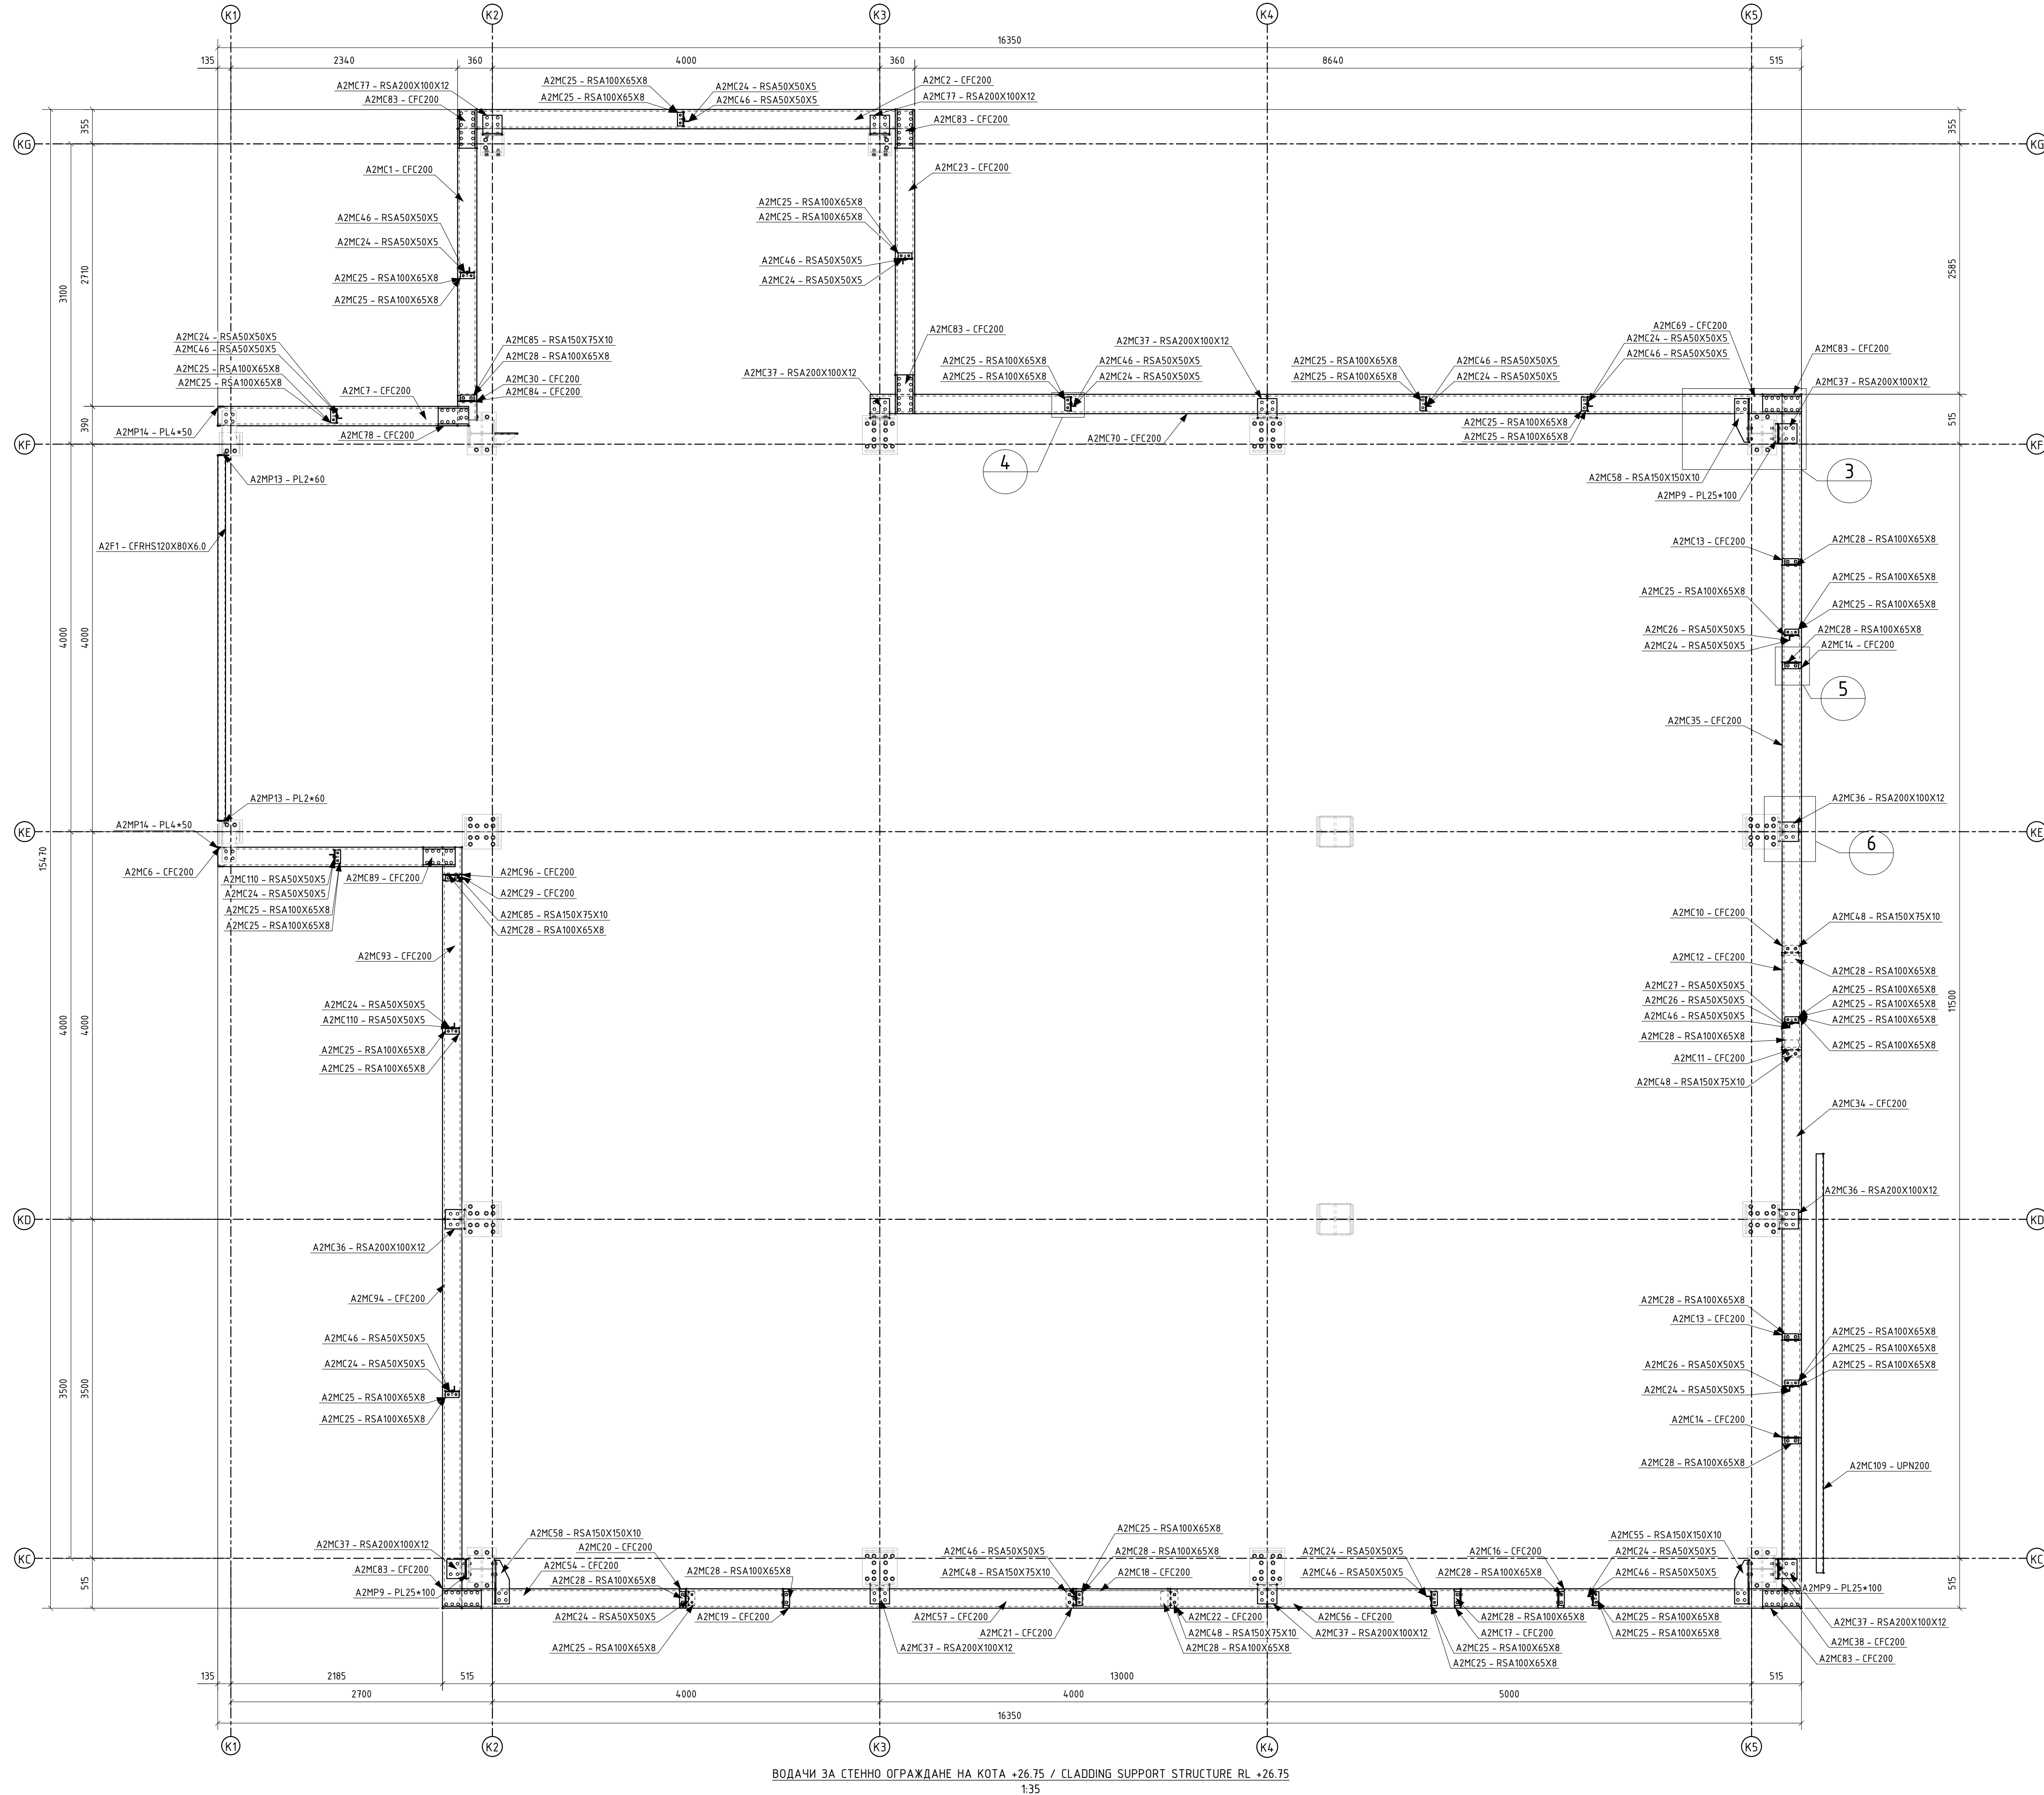 K1
K2
K3
K4
K5
16350
135
2340
360
4000
360
8640
515
A2MC77 - RSA200X100X12
A2MC83 - CFC200
A2MC25 - RSA100X65X8
A2MC25 - RSA100X65X8
A2MC24 - RSA50X50X5
A2MC46 - RSA50X50X5
A2MC2 - CFC200
A2MC77 - RSA200X100X12
A2MC83 - CFC200
355
355
KG
KG
A2MC1 - CFC200
A2MC23 - CFC200
A2MC46 - RSA50X50X5
A2MC24 - RSA50X50X5
A2MC25 - RSA100X65X8
A2MC25 - RSA100X65X8
A2MC25 - RSA100X65X8
A2MC25 - RSA100X65X8
A2MC46 - RSA50X50X5
A2MC24 - RSA50X50X5
3100
2710
2585
A2MC24 - RSA50X50X5
A2MC46 - RSA50X50X5
A2MC25 - RSA100X65X8
A2MC25 - RSA100X65X8
A2MC7 - CFC200
A2MC85 - RSA150X75X10
A2MC28 - RSA100X65X8
A2MC30 - CFC200
A2MC84 - CFC200
A2MC83 - CFC200
A2MC37 - RSA200X100X12
A2MC25 - RSA100X65X8
A2MC25 - RSA100X65X8
A2MC37 - RSA200X100X12
A2MC46 - RSA50X50X5
A2MC24 - RSA50X50X5
A2MC25 - RSA100X65X8
A2MC25 - RSA100X65X8
A2MC46 - RSA50X50X5
A2MC24 - RSA50X50X5
A2MC69 - CFC200
A2MC24 - RSA50X50X5
A2MC46 - RSA50X50X5
A2MC83 - CFC200
A2MC37 - RSA200X100X12
A2MP14 - PL4*50
A2MC78 - CFC200
A2MC70 - CFC200
A2MC25 - RSA100X65X8
A2MC25 - RSA100X65X8
390
515
KF
KF
4
3
A2MC58 - RSA150X150X10
A2MP9 - PL25*100
A2MP13 - PL2*60
A2F1 - CFRHS120X80X6.0
A2MC13 - CFC200
A2MC28 - RSA100X65X8
A2MC25 - RSA100X65X8
A2MC25 - RSA100X65X8
A2MC25 - RSA100X65X8
A2MC26 - RSA50X50X5
A2MC24 - RSA50X50X5
A2MC28 - RSA100X65X8
A2MC14 - CFC200
5
4000
4000
A2MC35 - CFC200
A2MP13 - PL2*60
A2MP14 - PL4*50
A2MC36 - RSA200X100X12
KE
KE
6
15470
A2MC6 - CFC200
A2MC110 - RSA50X50X5
A2MC24 - RSA50X50X5
A2MC25 - RSA100X65X8
A2MC25 - RSA100X65X8
A2MC89 - CFC200
A2MC96 - CFC200
A2MC29 - CFC200
A2MC85 - RSA150X75X10
A2MC28 - RSA100X65X8
A2MC93 - CFC200
A2MC10 - CFC200
A2MC48 - RSA150X75X10
A2MC12 - CFC200
A2MC28 - RSA100X65X8
A2MC27 - RSA50X50X5
A2MC26 - RSA50X50X5
A2MC46 - RSA50X50X5
A2MC28 - RSA100X65X8
A2MC11 - CFC200
A2MC48 - RSA150X75X10
A2MC25 - RSA100X65X8
A2MC25 - RSA100X65X8
A2MC25 - RSA100X65X8
A2MC25 - RSA100X65X8
11500
A2MC24 - RSA50X50X5
A2MC110 - RSA50X50X5
A2MC25 - RSA100X65X8
A2MC25 - RSA100X65X8
4000
4000
A2MC34 - CFC200
A2MC36 - RSA200X100X12
KD
KD
A2MC36 - RSA200X100X12
A2MC94 - CFC200
A2MC46 - RSA50X50X5
A2MC24 - RSA50X50X5
A2MC25 - RSA100X65X8
A2MC25 - RSA100X65X8
3500
3500
A2MC28 - RSA100X65X8
A2MC13 - CFC200
A2MC25 - RSA100X65X8
A2MC25 - RSA100X65X8
A2MC25 - RSA100X65X8
A2MC26 - RSA50X50X5
A2MC24 - RSA50X50X5
A2MC14 - CFC200
A2MC28 - RSA100X65X8
A2MC109 - UPN200
KC
KC
A2MC37 - RSA200X100X12
A2MC83 - CFC200
A2MP9 - PL25*100
A2MC58 - RSA150X150X10
A2MC20 - CFC200
A2MC54 - CFC200
A2MC28 - RSA100X65X8
A2MC28 - RSA100X65X8
A2MC24 - RSA50X50X5
A2MC19 - CFC200
A2MC25 - RSA100X65X8
A2MC25 - RSA100X65X8
A2MC46 - RSA50X50X5
A2MC28 - RSA100X65X8
A2MC48 - RSA150X75X10
A2MC18 - CFC200
A2MC57 - CFC200
A2MC21 - CFC200
A2MC37 - RSA200X100X12
A2MC22 - CFC200
A2MC48 - RSA150X75X10
A2MC28 - RSA100X65X8
A2MC24 - RSA50X50X5
A2MC46 - RSA50X50X5
A2MC56 - CFC200
A2MC37 - RSA200X100X12
A2MC16 - CFC200
A2MC28 - RSA100X65X8
A2MC28 - RSA100X65X8
A2MC17 - CFC200
A2MC25 - RSA100X65X8
A2MC25 - RSA100X65X8
A2MC55 - RSA150X150X10
A2MC24 - RSA50X50X5
A2MC46 - RSA50X50X5
A2MC25 - RSA100X65X8
A2MC25 - RSA100X65X8
A2MP9 - PL25*100
A2MC37 - RSA200X100X12
A2MC38 - CFC200
A2MC83 - CFC200
515
515
135
2185
515
13000
515
2700
4000
4000
5000
16350
K1
K2
K3
K4
K5
ВОДАЧИ ЗА СТЕННО ОГРАЖДАНЕ НА КОТА +26.75 / CLADDING SUPPORT STRUCTURE RL +26.75
1:35